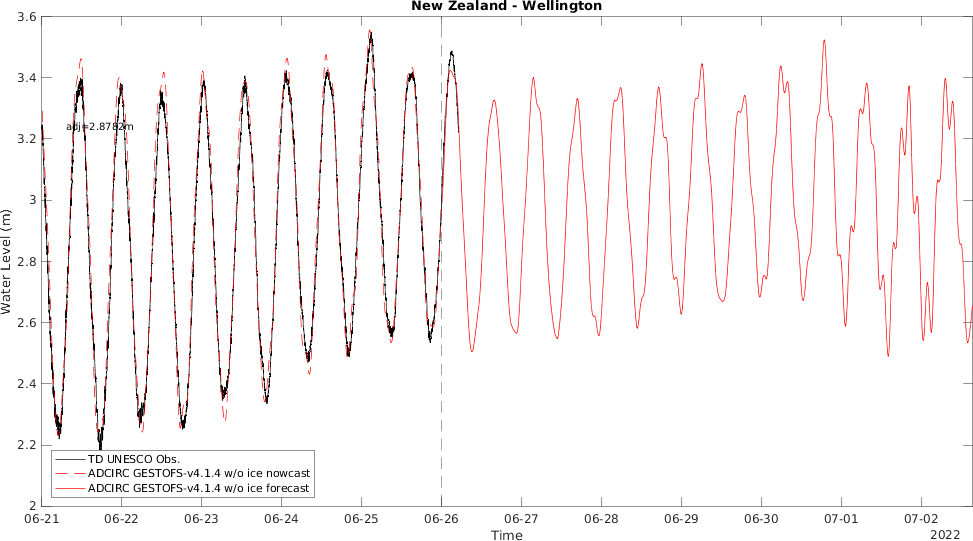 New Zealand - Wellington
3.6
3.4
adj=2.8782m
3.2
3
2.8
2.6
2.4
2.2
2
Water Level (m)
TD UNESCO Obs.
ADCIRC GESTOFS-v4.1.4 w/o ice nowcast
ADCIRC GESTOFS-v4.1.4 w/o ice forecast
06-21 06-22 06-23 06-24 06-25 06-26 06-27 06-28 06-29 06-30 07-01 07-02
Time
2022